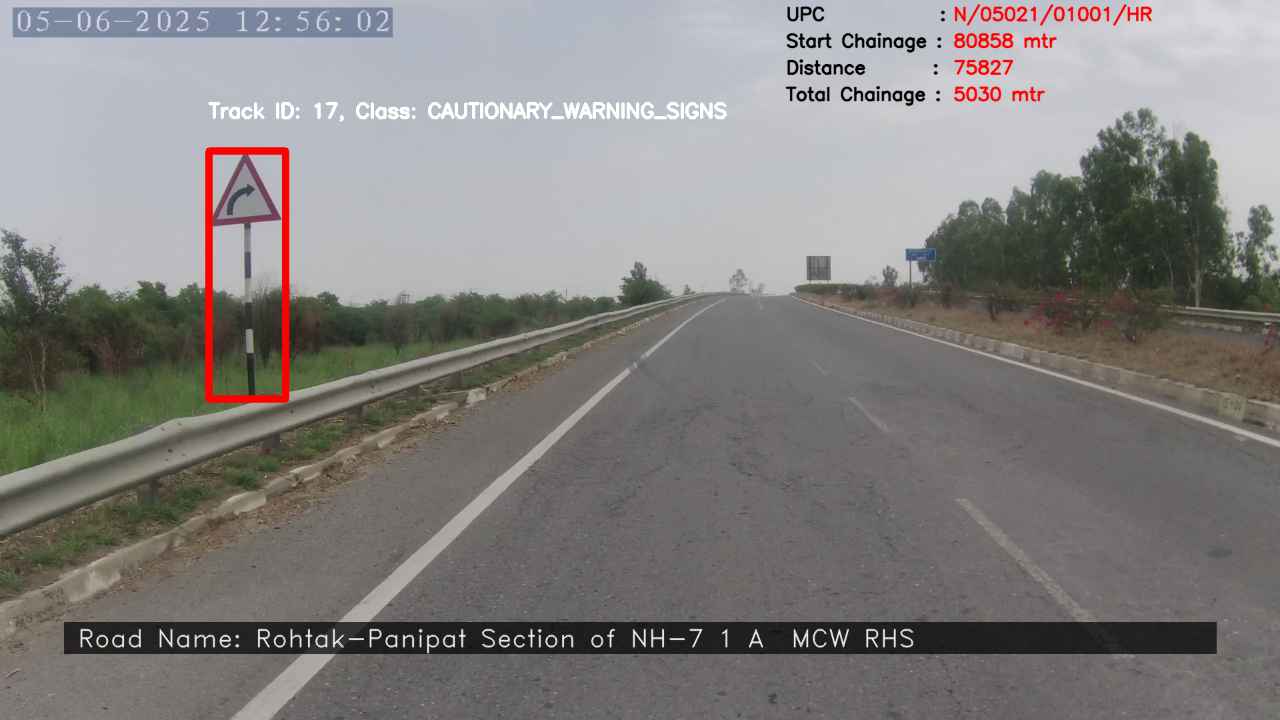 05-06-2025 12:56:02
UPC : N/05021/01001/HR
Start Chainage : 80858 mtr
Distance : 75827
Total Chainage : 5030 mtr
Track ID: 17, Class: CAUTIONARY_WARNING_SIGNS
Road Name: Rohtak-Panipat Section of NH-7 1 A MCW RHS